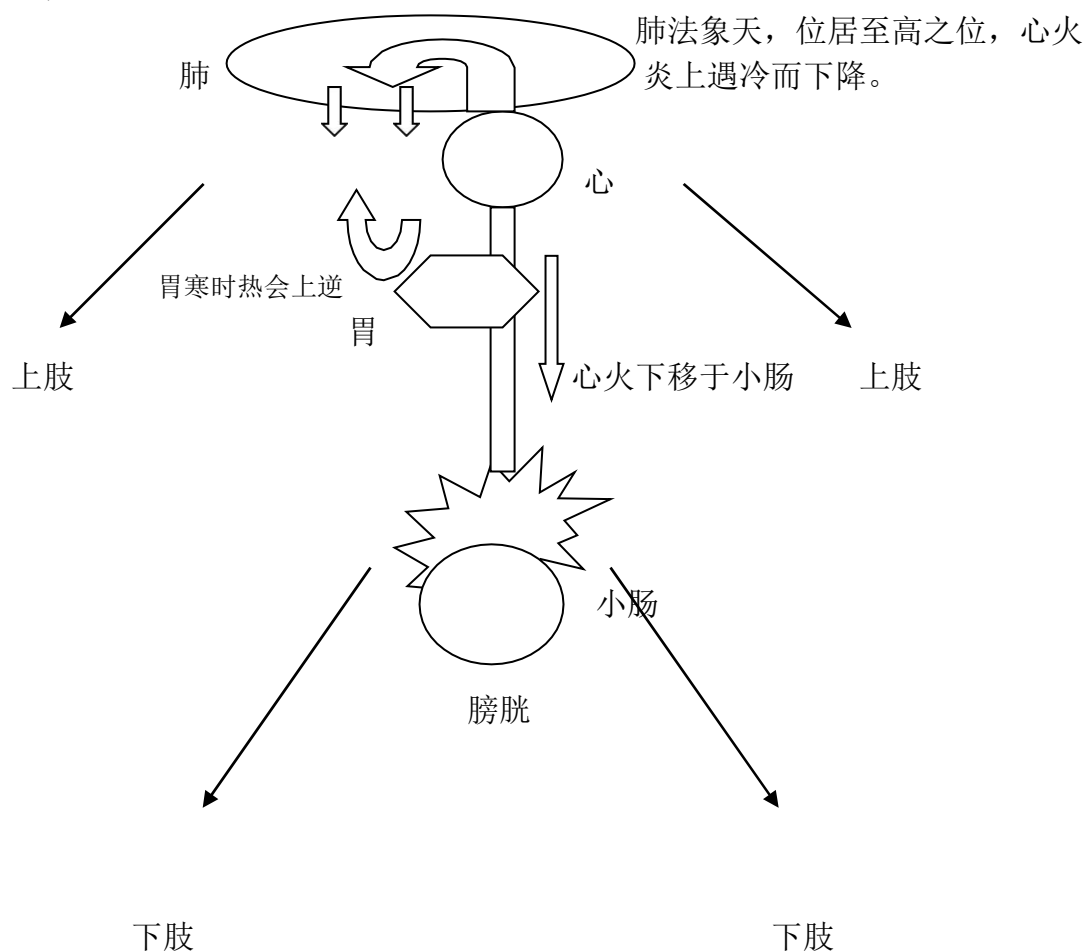 肺法象天，位居至高之位，心火
炎上遇冷而下降。
肺
心
胃寒时热会上逆
胃
上肢
心火下移于小肠
上肢
小肠
膀胱
下肢
下肢